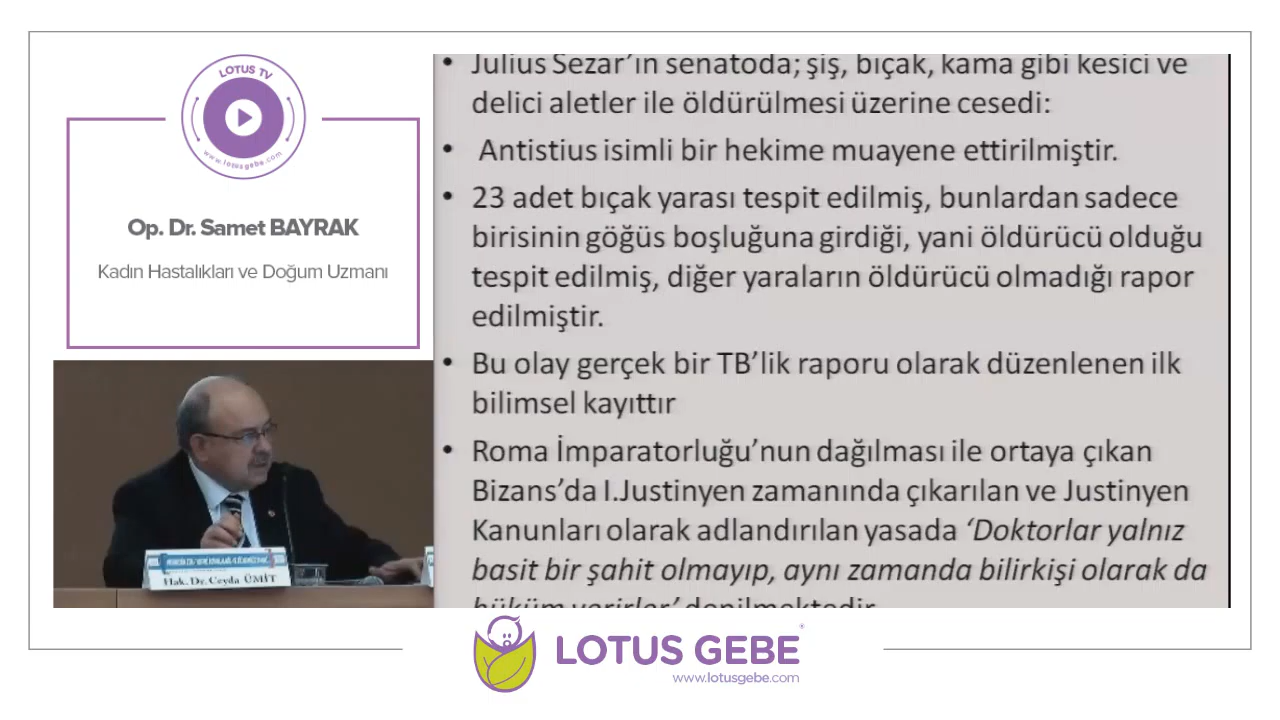 LOTUS TV
www.lotusgebe.com
Op. Dr. Samet BAYRAK
Kadın Hastalıkları ve Doğum Uzmanı
• Julius Sezar'ın senatoda; şiş, bıçak, kama gibi kesici ve
delici aletler ile öldürülmesi üzerine cesedi:
• Antistius isimli bir hekime muayene ettirilmiştir.
• 23 adet bıçak yarası tespit edilmiş, bunlardan sadece
birisinin göğüs boşluğuna girdiği, yani öldürücü olduğu
tespit edilmiş, diğer yaraların öldürücü olmadığı rapor
edilmiştir.
• Bu olay gerçek bir TB'lik raporu olarak düzenlenen ilk
bilimsel kayıttır
• Roma İmparatorluğu'nun dağılması ile ortaya çıkan
Bizans'da I.Justinyen zamanında çıkarılan ve Justinyen
Kanunları olarak adlandırılan yasada 'Doktorlar yalnız
basit bir şahit olmayıp, aynı zamanda bilirkişi olarak da
hüküm verirler' denilmektedir
Hak. Dr. Ceyda ÜMİT
LOTUS GEBE
www.lotusgebe.com